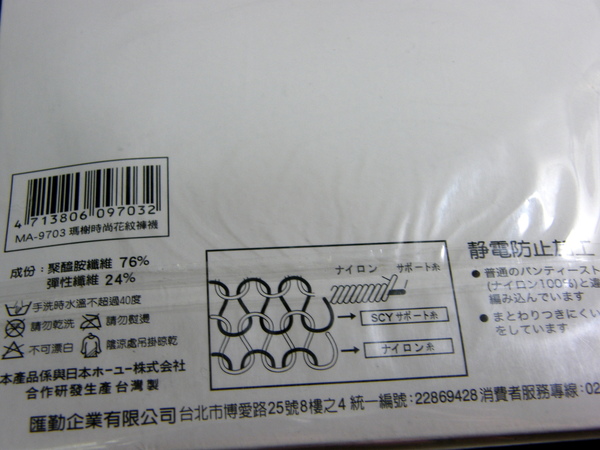 4 713806 097032
MA-9703 瑪榭時尚花紋褲襪
成份：聚醯胺纖維 76%
彈性纖維 24%
手洗時水溫不超過40度
請勿乾洗 請勿熨燙
不可漂白 陰涼處吊掛晾乾
本產品係與日本ホーユー株式会社
合作研發生產 台灣製
ナイロン サポート糸
SCYサポート糸
ナイロン糸
静電防止加工
●普通のパンティースト
(ナイロン100%)と違
編み込んでいます
●まとわりつきにくい
をしています
匯勤企業有限公司 台北市博愛路25號8樓之4 統一編號：22869428 消費者服務專線：02